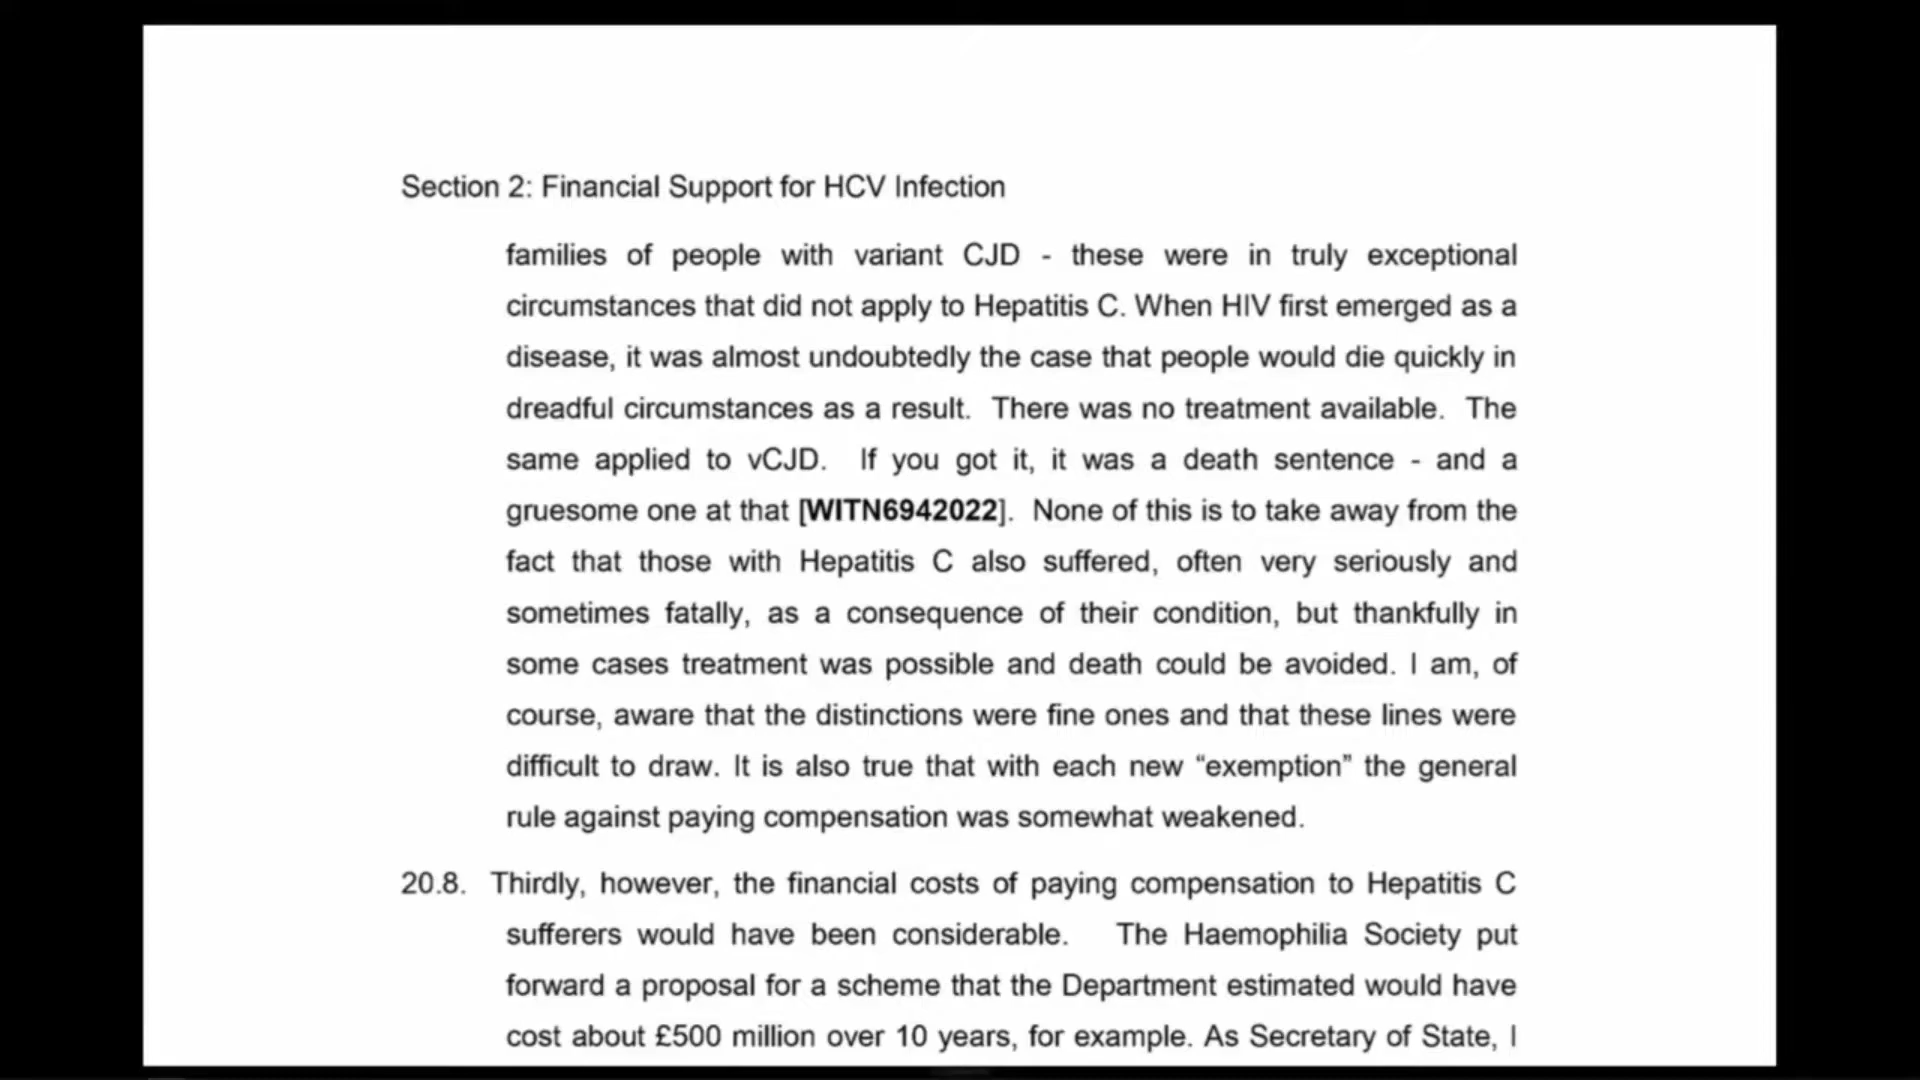 Section 2: Financial Support for HCV Infection
families of people with variant CJD - these were in truly exceptional
circumstances that did not apply to Hepatitis C. When HIV first emerged as a
disease, it was almost undoubtedly the case that people would die quickly in
dreadful circumstances as a result. There was no treatment available. The
same applied to vCJD. If you got it, it was a death sentence - and a
gruesome one at that [WITN6942022]. None of this is to take away from the
fact that those with Hepatitis C also suffered, often very seriously and
sometimes fatally, as a consequence of their condition, but thankfully in
some cases treatment was possible and death could be avoided. I am, of
course, aware that the distinctions were fine ones and that these lines were
difficult to draw. It is also true that with each new “exemption” the general
rule against paying compensation was somewhat weakened.
20.8. Thirdly, however, the financial costs of paying compensation to Hepatitis C
sufferers would have been considerable. The Haemophilia Society put
forward a proposal for a scheme that the Department estimated would have
cost about £500 million over 10 years, for example. As Secretary of State, I